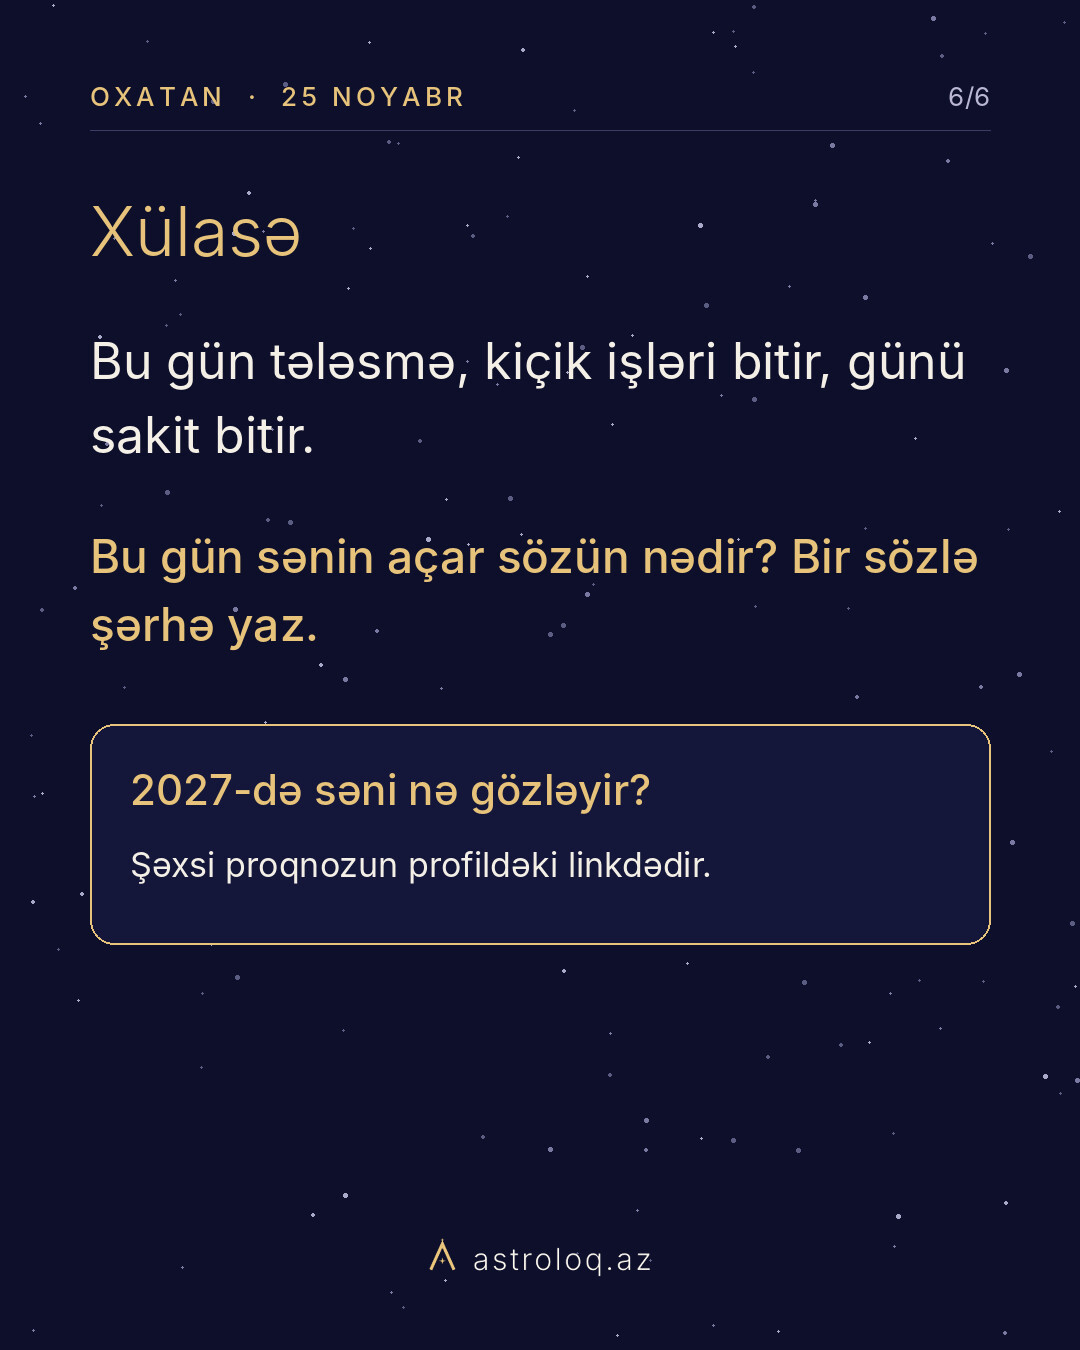 OXATAN · 25 NOYABR 6/6
Xülasə
Bu gün tələsmə, kiçik işləri bitir, günü
sakit bitir.
Bu gün sənin açar sözün nədir? Bir sözlə
şərhə yaz.
2027-də səni nə gözləyir?
Şəxsi proqnozun profildəki linkdədir.
astroloq.az